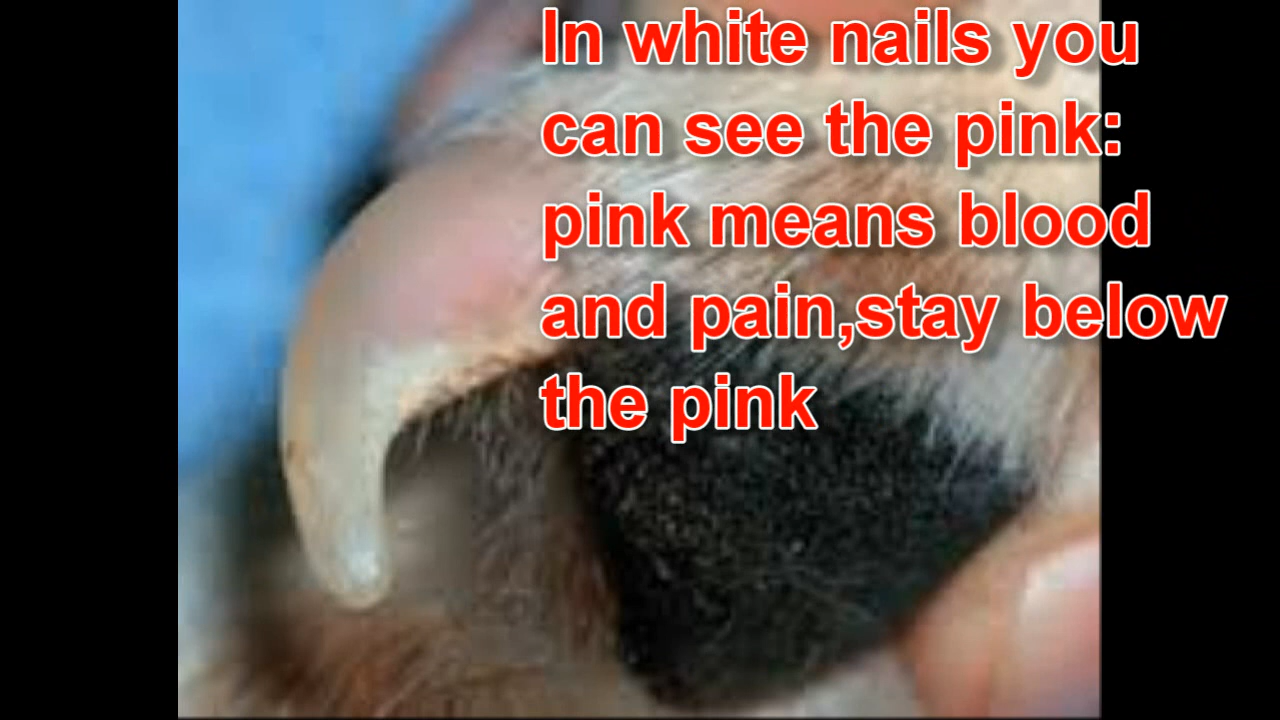 In white nails you
can see the pink:
pink means blood
and pain,stay below
the pink